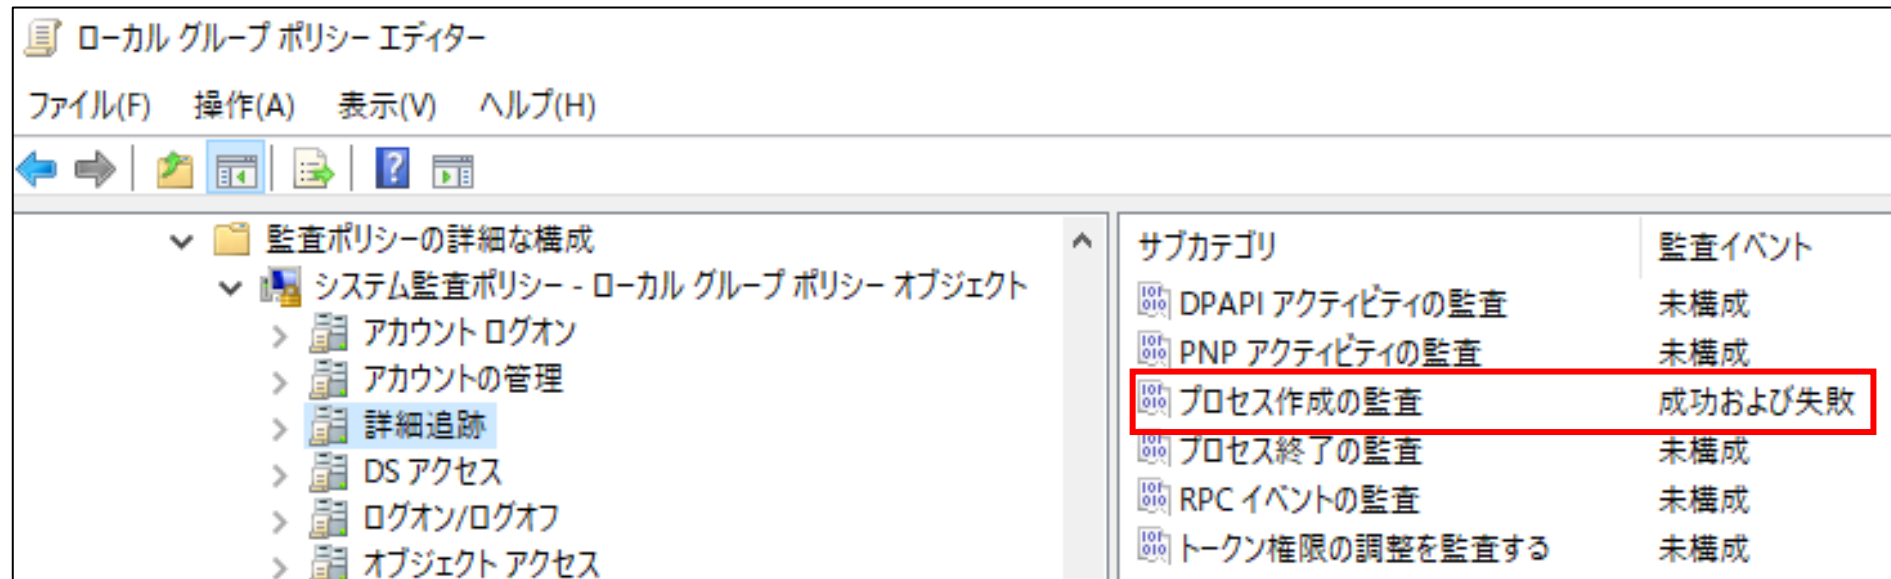 ローカル グループ ポリシー エディター
ファイル(F) 操作(A) 表示(V) ヘルプ(H)
監査ポリシーの詳細な構成
システム監査ポリシー - ローカル グループ ポリシー オブジェクト
アカウント ログオン
アカウントの管理
詳細追跡
DS アクセス
ログオン/ログオフ
オブジェクト アクセス
サブカテゴリ 監査イベント
DPAPI アクティビティの監査 未構成
PNP アクティビティの監査 未構成
プロセス作成の監査 成功および失敗
プロセス終了の監査 未構成
RPC イベントの監査 未構成
トークン権限の調整を監査する 未構成